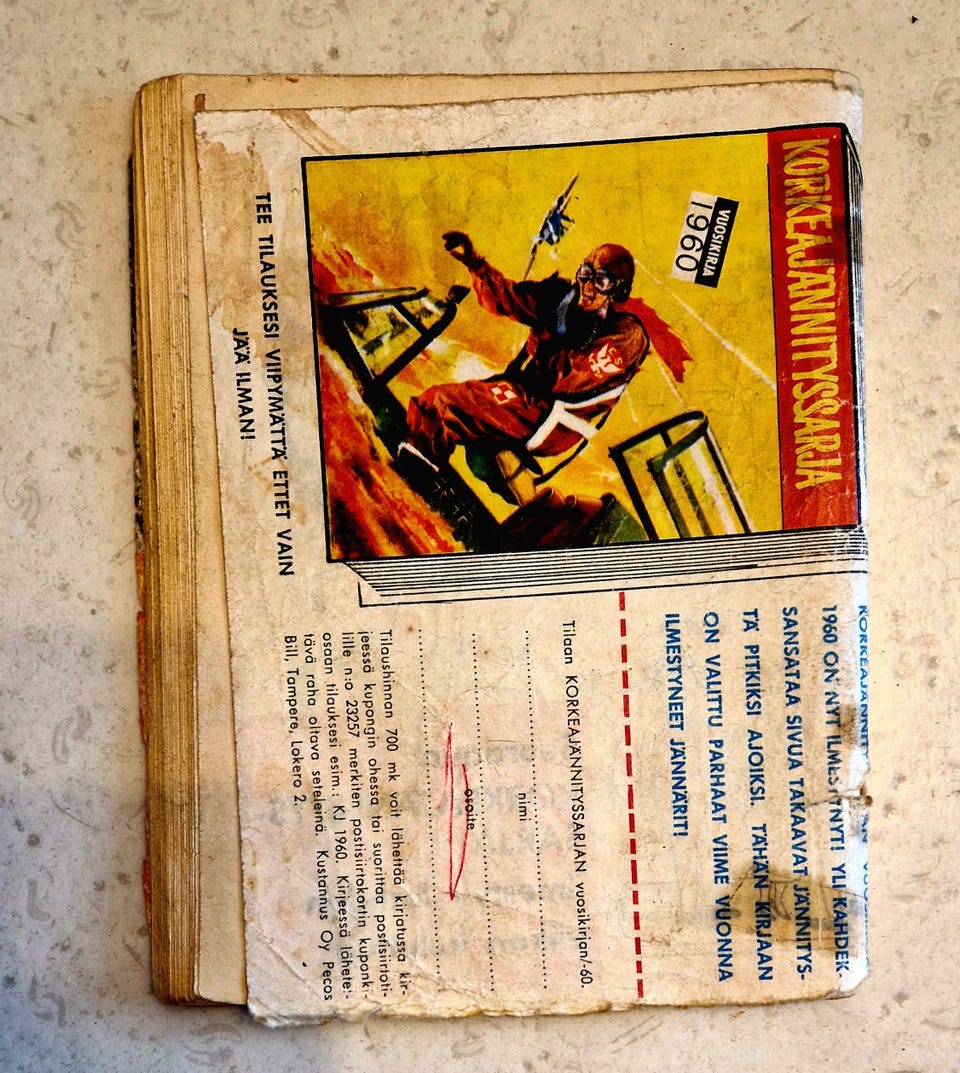 KORKEAJÄNNITYSSARJA
VUOSIKIRJA
1960
TEE TILAUKSESI VIIPYMÄTTÄ ETTET VAIN
JÄÄ ILMAN!
KORKEAJÄNNIT VUOSIK
1960 ON NYT ILMESTYNYT! YLI KAHDEK-
SANSATAA SIVUA TAKAAVAT JÄNNITYS-
TÄ PITKIKSI AJOIKSI. TÄHÄN KIRJAAN
ON VALITTU PARHAAT VIIME VUONNA
ILMESTYNEET JÄNNÄRIT!
Tilaan KORKEAJÄNNITYSSARJAN vuosikirjan/-60.
nimi
osoite
Tilaushinnan 700 mk voit lähettää kirjatussa kir-
jeessä kupongin ohessa tai suorittaa postisiirtoti-
lille n:o 23257 merkiten postisiirtokortin kuponki-
osaan tilauksesi esim.: KJ 1960. Kirjeessä lähetet-
tävä raha oltava seteleinä. Kustannus Oy Pecos
Bill, Tampere, Lokero 2.